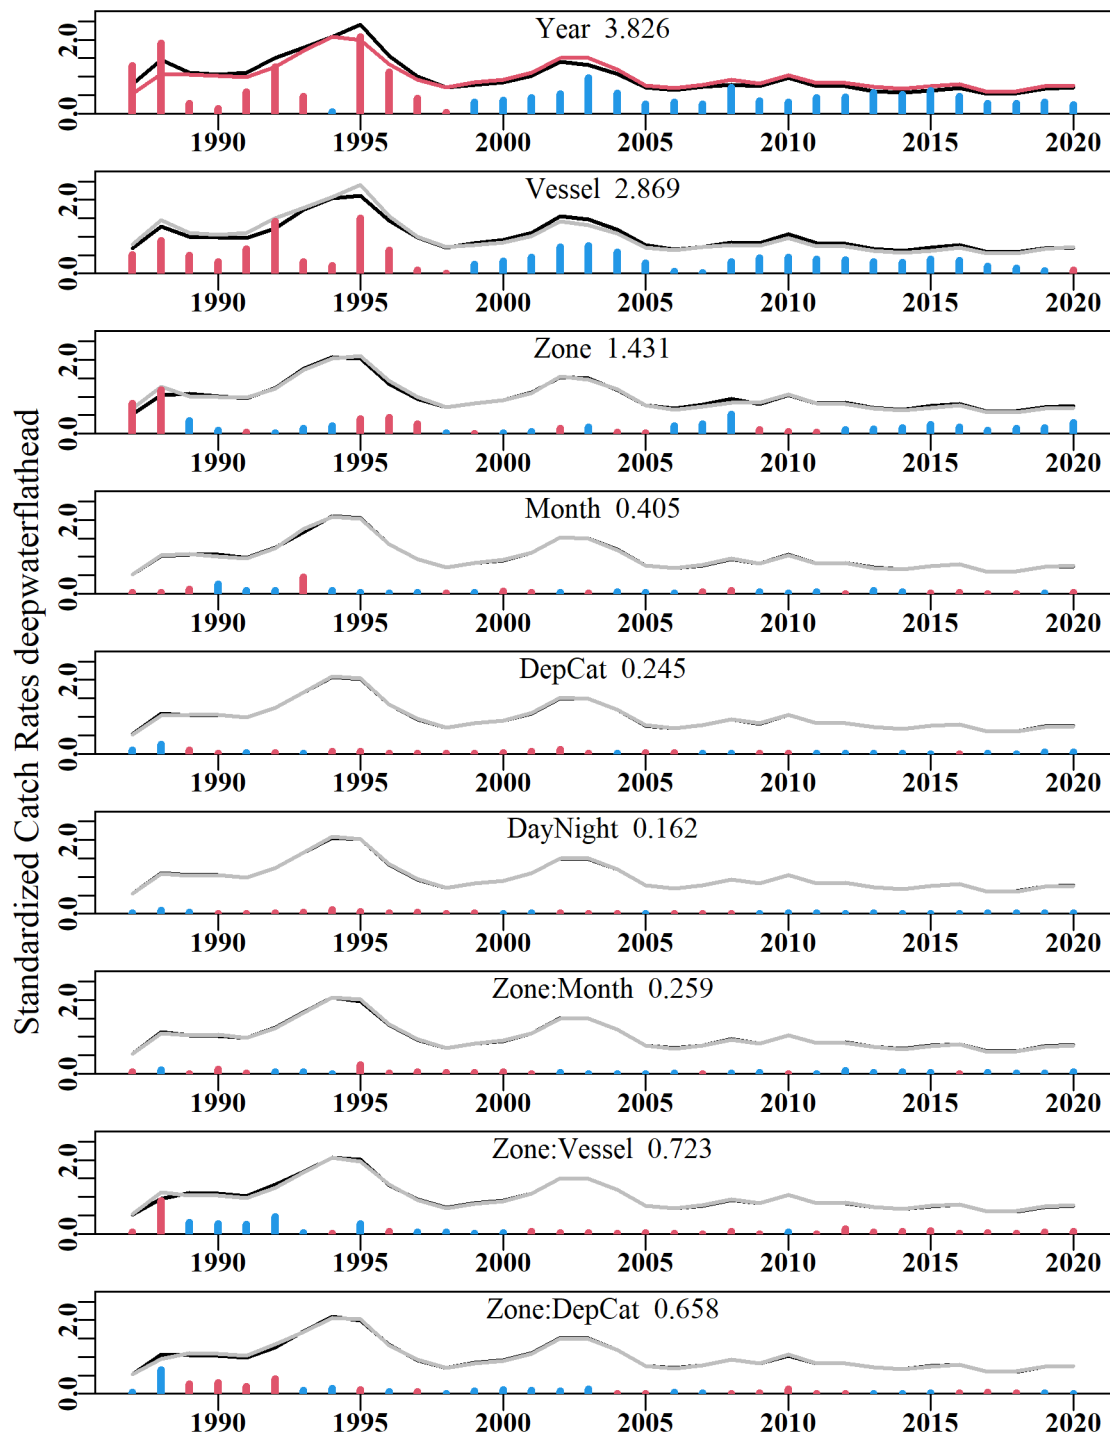 Standardized Catch Rates deepwaterflathead
Year 3.826
0.0 2.0
1990 1995 2000 2005 2010 2015 2020
Vessel 2.869
0.0 2.0
1990 1995 2000 2005 2010 2015 2020
Zone 1.431
0.0 2.0
1990 1995 2000 2005 2010 2015 2020
Month 0.405
0.0 2.0
1990 1995 2000 2005 2010 2015 2020
DepCat 0.245
0.0 2.0
1990 1995 2000 2005 2010 2015 2020
DayNight 0.162
0.0 2.0
1990 1995 2000 2005 2010 2015 2020
Zone:Month 0.259
0.0 2.0
1990 1995 2000 2005 2010 2015 2020
Zone:Vessel 0.723
0.0 2.0
1990 1995 2000 2005 2010 2015 2020
Zone:DepCat 0.658
0.0 2.0
1990 1995 2000 2005 2010 2015 2020